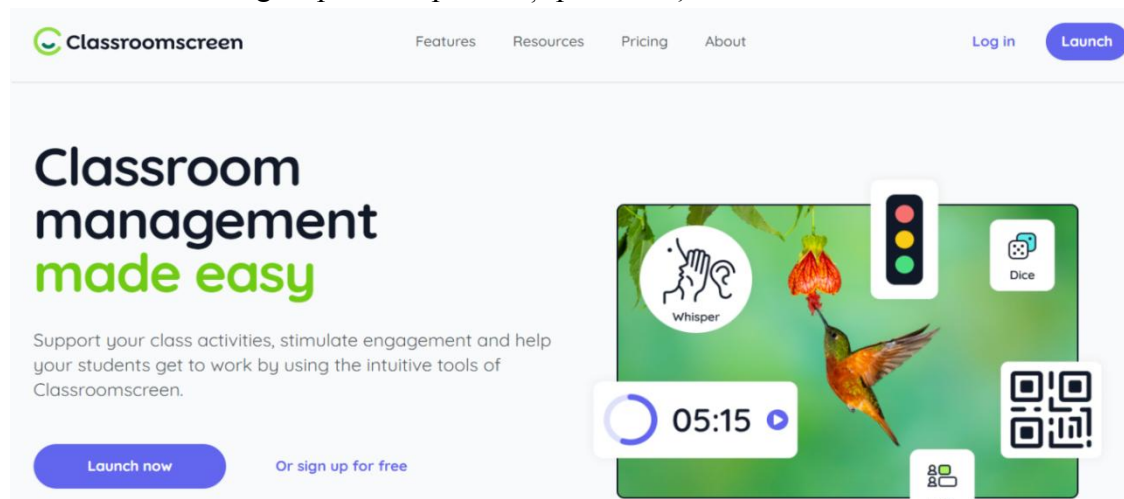 Classroomscreen
Features Resources Pricing About
Log in
Launch
Classroom
management
made easy
Support your class activities, stimulate engagement and help
your students get to work by using the intuitive tools of
Classroomscreen.
Launch now
Or sign up for free
Whisper
Dice
05:15